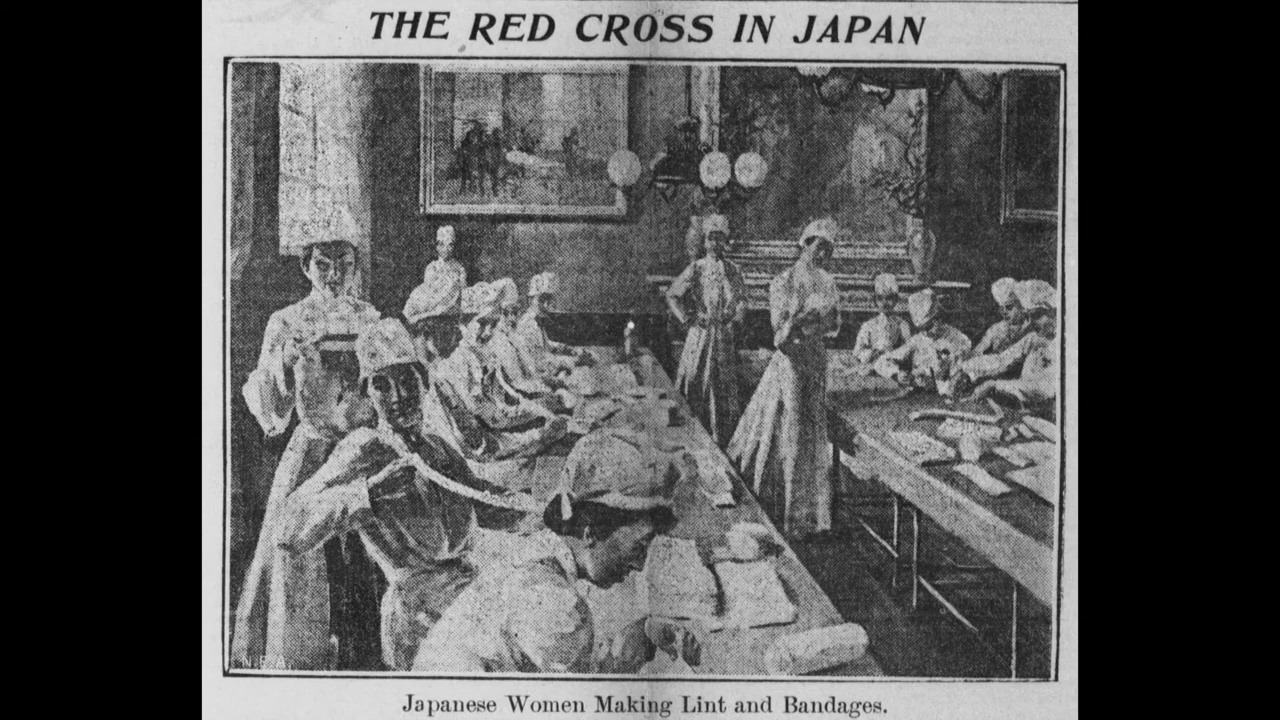 THE RED CROSS IN JAPAN
N.E.A.
Japanese Women Making Lint and Bandages.